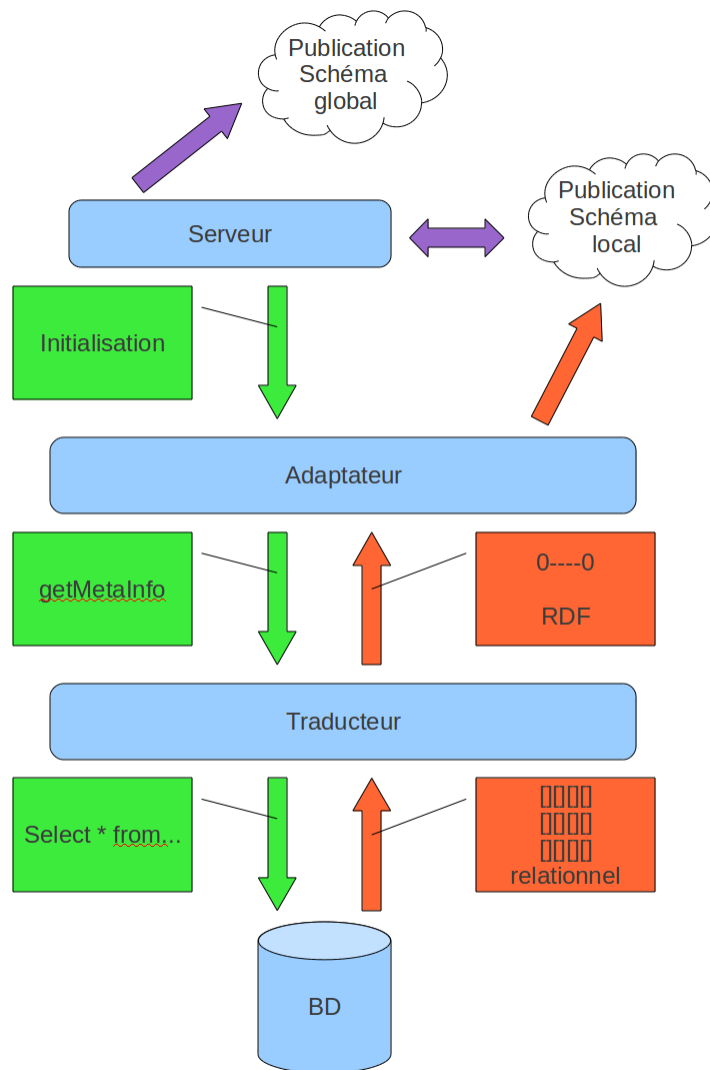 Publication
Schéma
global
Publication
Schéma
local
Serveur
Initialisation
Adaptateur
getMetaInfo
0----0
RDF
Traducteur
Select * from...
▯▯▯▯
▯▯▯▯
▯▯▯▯
relationnel
BD